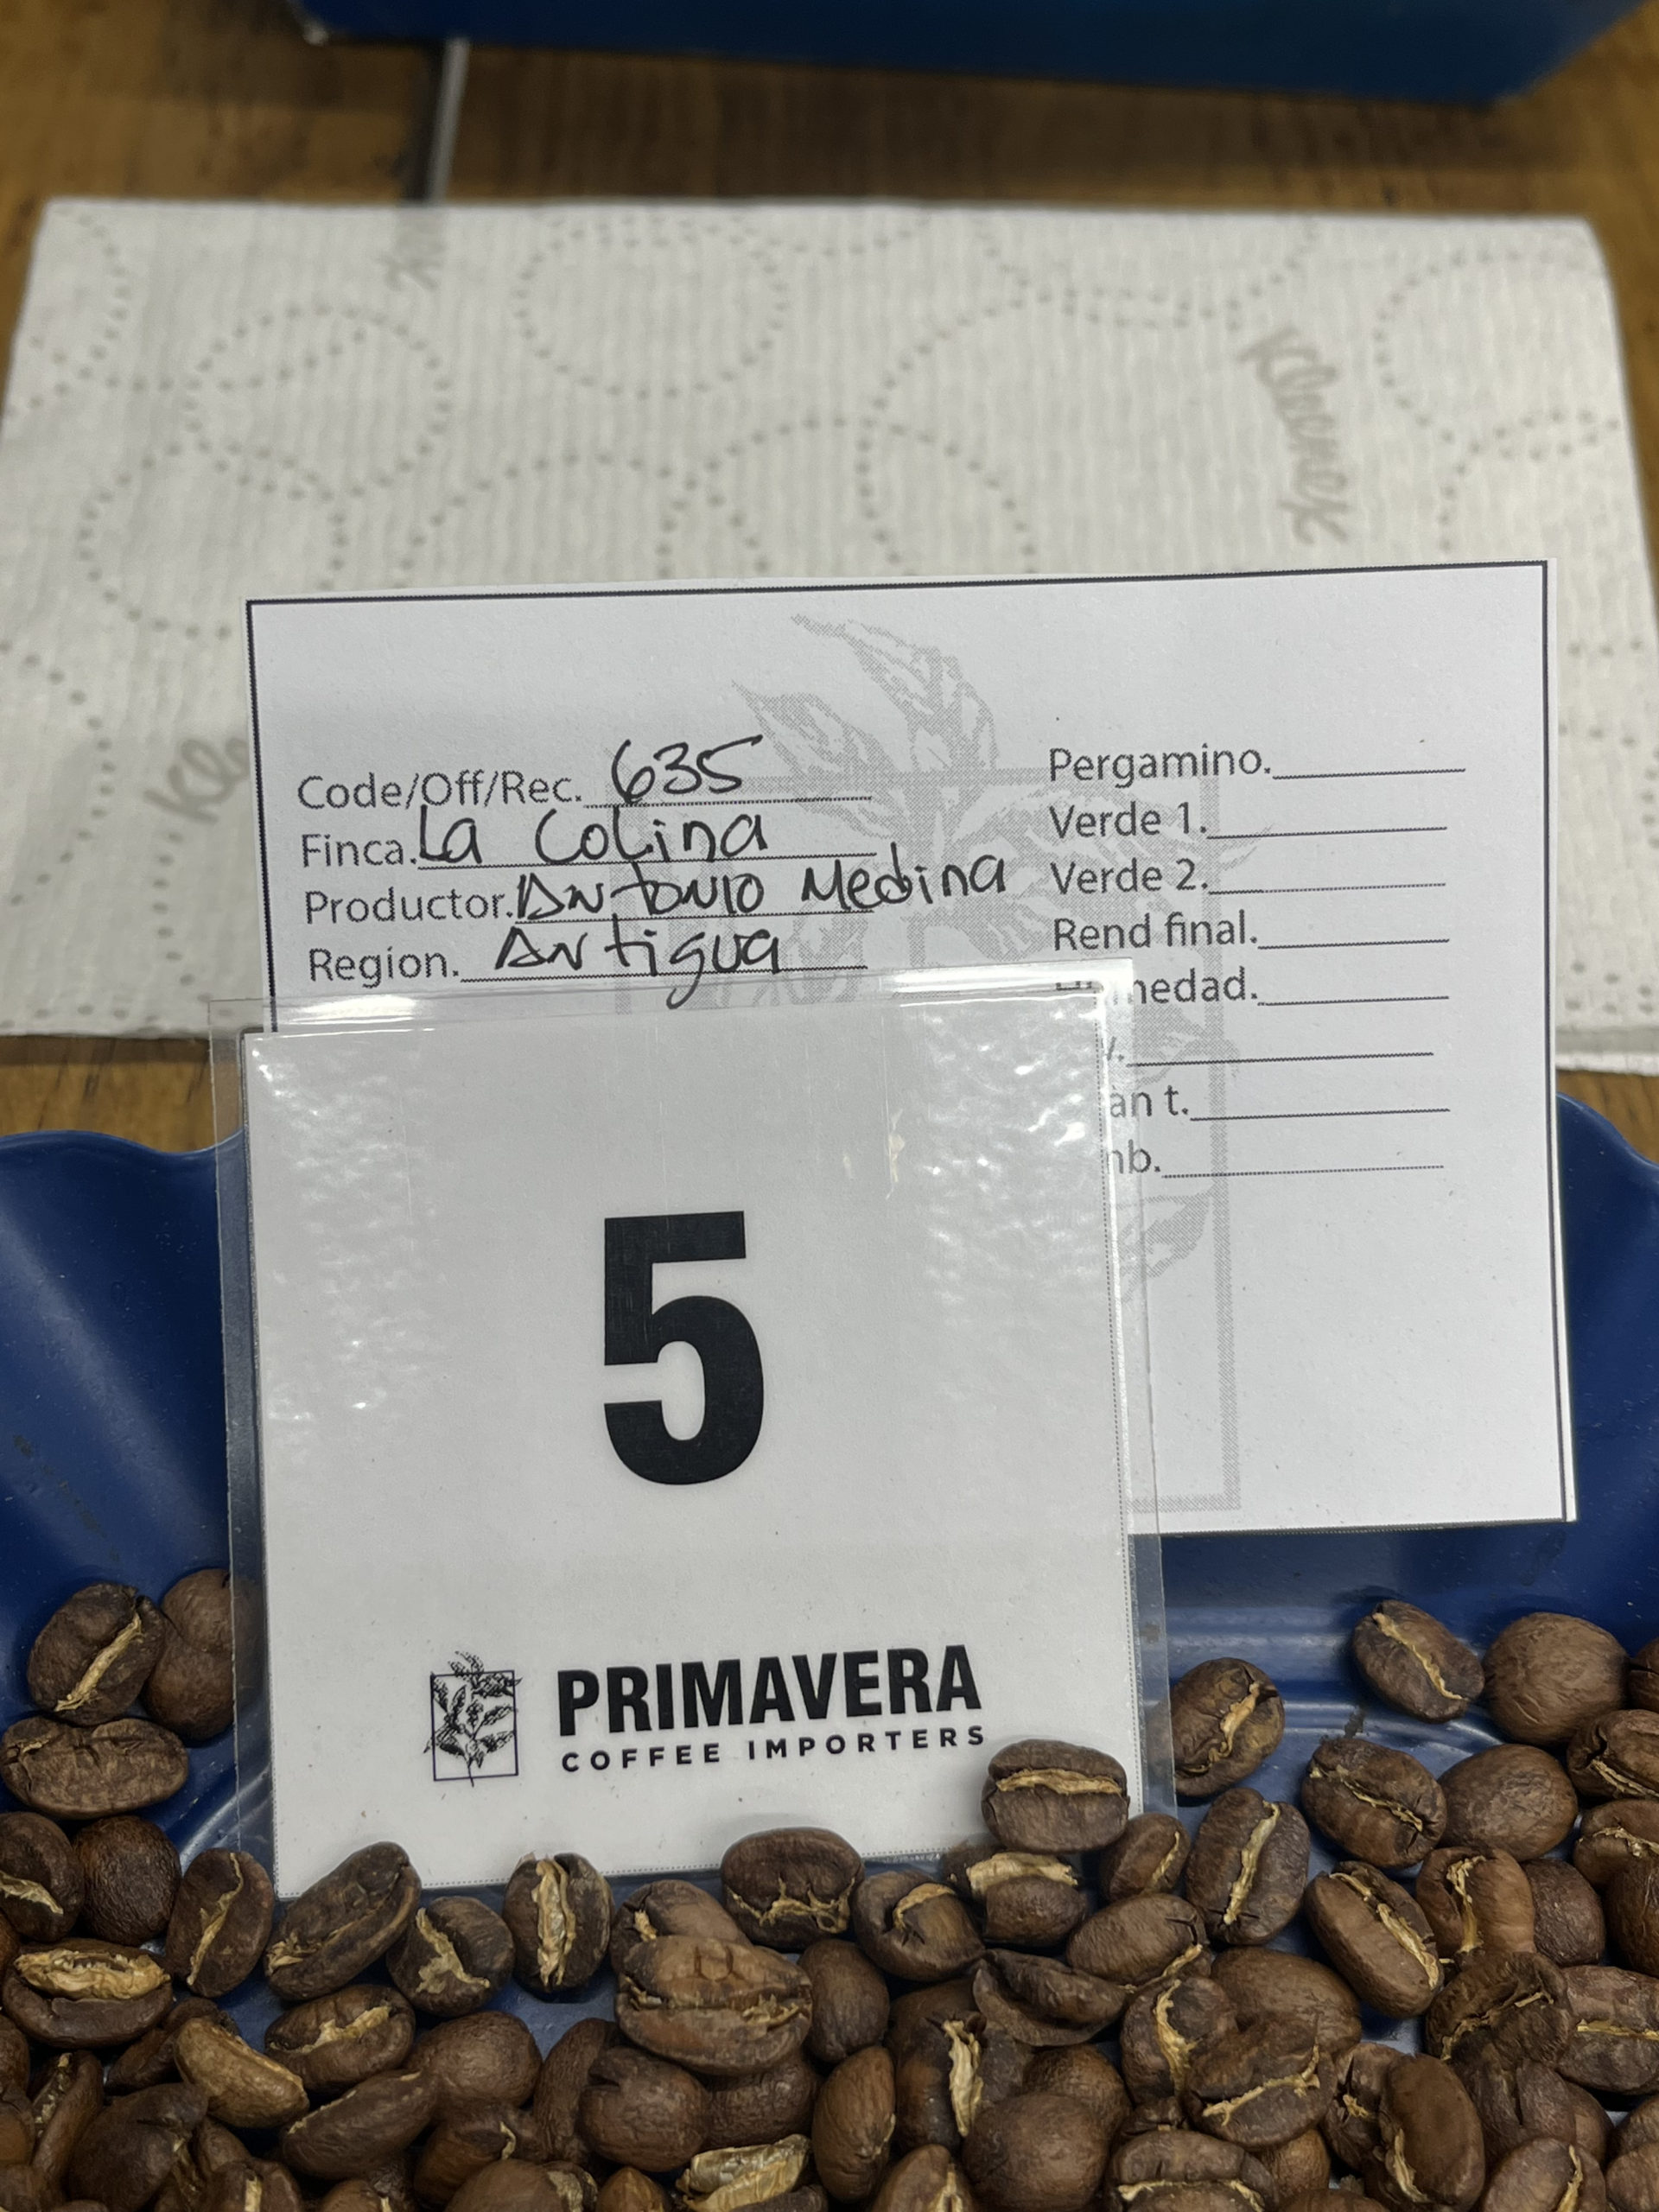 Kleenex
Code/Off/Rec. 635
Finca. La Colina
Productor. Antonio Medina
Region. Antigua
Pergamino.
Verde 1.
Verde 2.
Rend final.
5
PRIMAVERA
COFFEE IMPORTERS